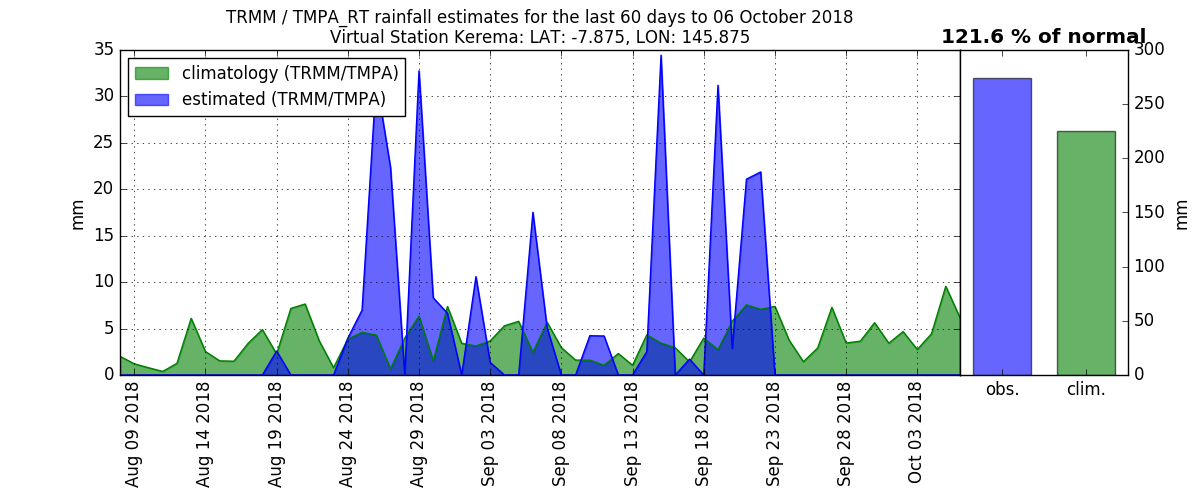 TRMM / TMPA_RT rainfall estimates for the last 60 days to 06 October 2018
Virtual Station Kerema: LAT: -7.875, LON: 145.875
121.6 % of normal
climatology (TRMM/TMPA)
estimated (TRMM/TMPA)
35
30
25
20
15
10
5
0
mm
Aug 09 2018
Aug 14 2018
Aug 19 2018
Aug 24 2018
Aug 29 2018
Sep 03 2018
Sep 08 2018
Sep 13 2018
Sep 18 2018
Sep 23 2018
Sep 28 2018
Oct 03 2018
obs.
clim.
300
250
200
150
100
50
0
mm